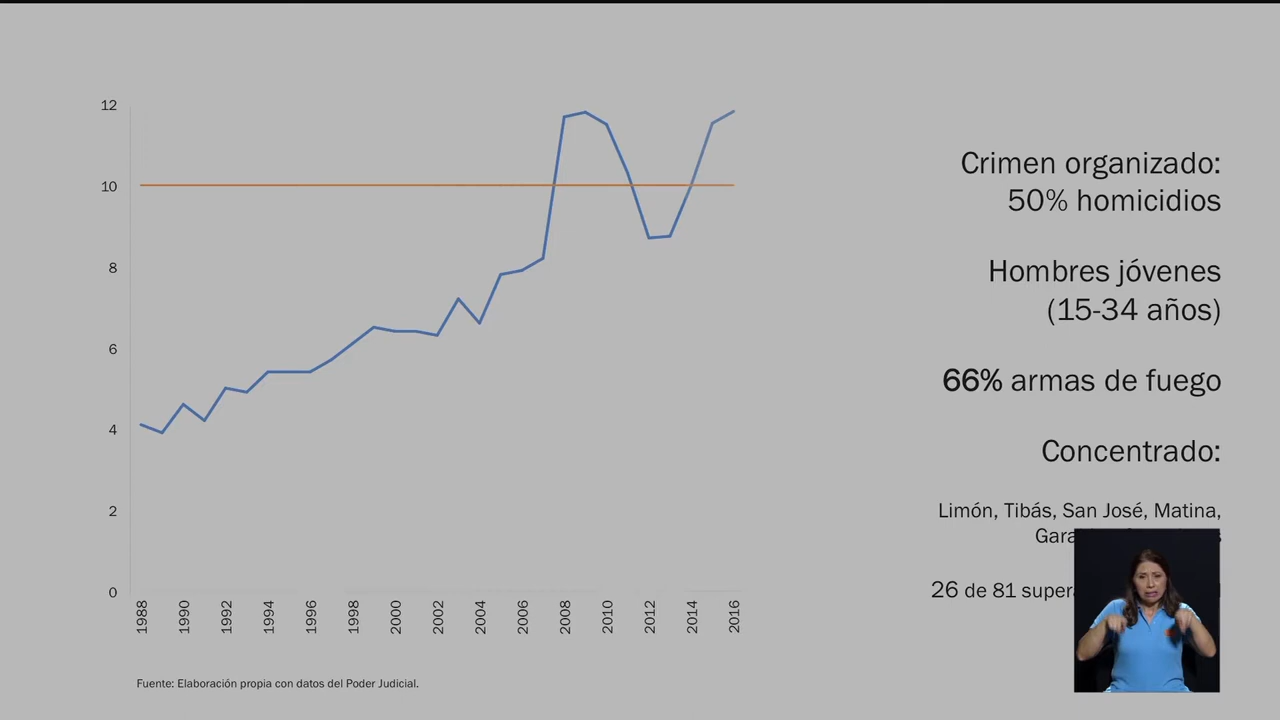 12
10
8
6
4
2
0
1988
1990
1992
1994
1996
1998
2000
2002
2004
2006
2008
2010
2012
2014
2016
Fuente: Elaboración propia con datos del Poder Judicial.
Crimen organizado:
50% homicidios
Hombres jóvenes
(15-34 años)
66% armas de fuego
Concentrado:
Limón, Tibás, San José, Matina,
26 de 81